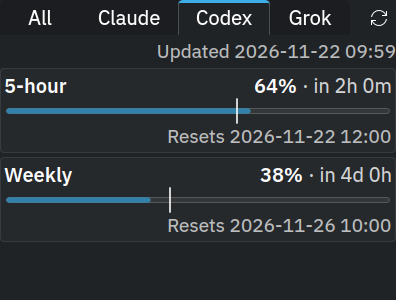 All Claude Codex Grok
Updated 2026-11-22 09:59
5-hour 64% · in 2h 0m
Resets 2026-11-22 12:00
Weekly 38% · in 4d 0h
Resets 2026-11-26 10:00